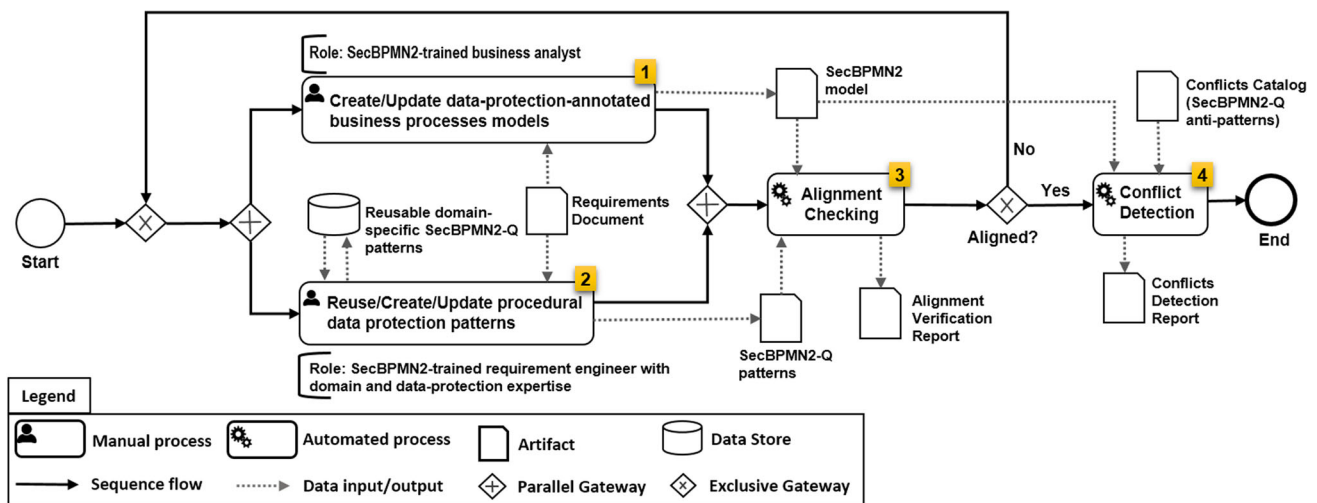 Role: SecBPMN2-trained business analyst
1
Create/Update data-protection-annotated
business processes models
SecBPMN2
model
Conflicts Catalog
(SecBPMN2-Q
anti-patterns)
No
Reusable domain-
specific SecBPMN2-Q
patterns
Requirements
Document
3
Alignment
Checking
Yes
Aligned?
4
Conflict
Detection
Start
End
2
Reuse/Create/Update procedural
data protection patterns
SecBPMN2-Q
patterns
Alignment
Verification
Report
Conflicts
Detection
Report
Role: SecBPMN2-trained requirement engineer with
domain and data-protection expertise
Legend
Manual process
Automated process
Artifact
Data Store
Sequence flow
Data input/output
Parallel Gateway
Exclusive Gateway